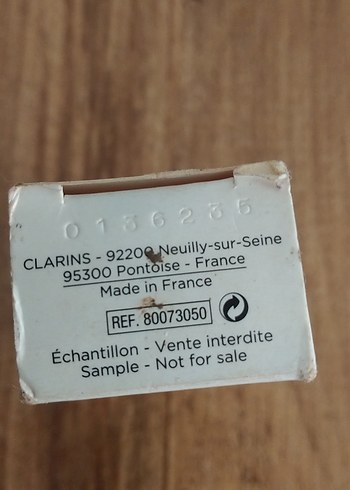 0136235
CLARINS - 92200 Neuilly-sur-Seine
95300 Pontoise - France
Made in France
REF. 80073050
Échantillon - Vente interdite
Sample - Not for sale